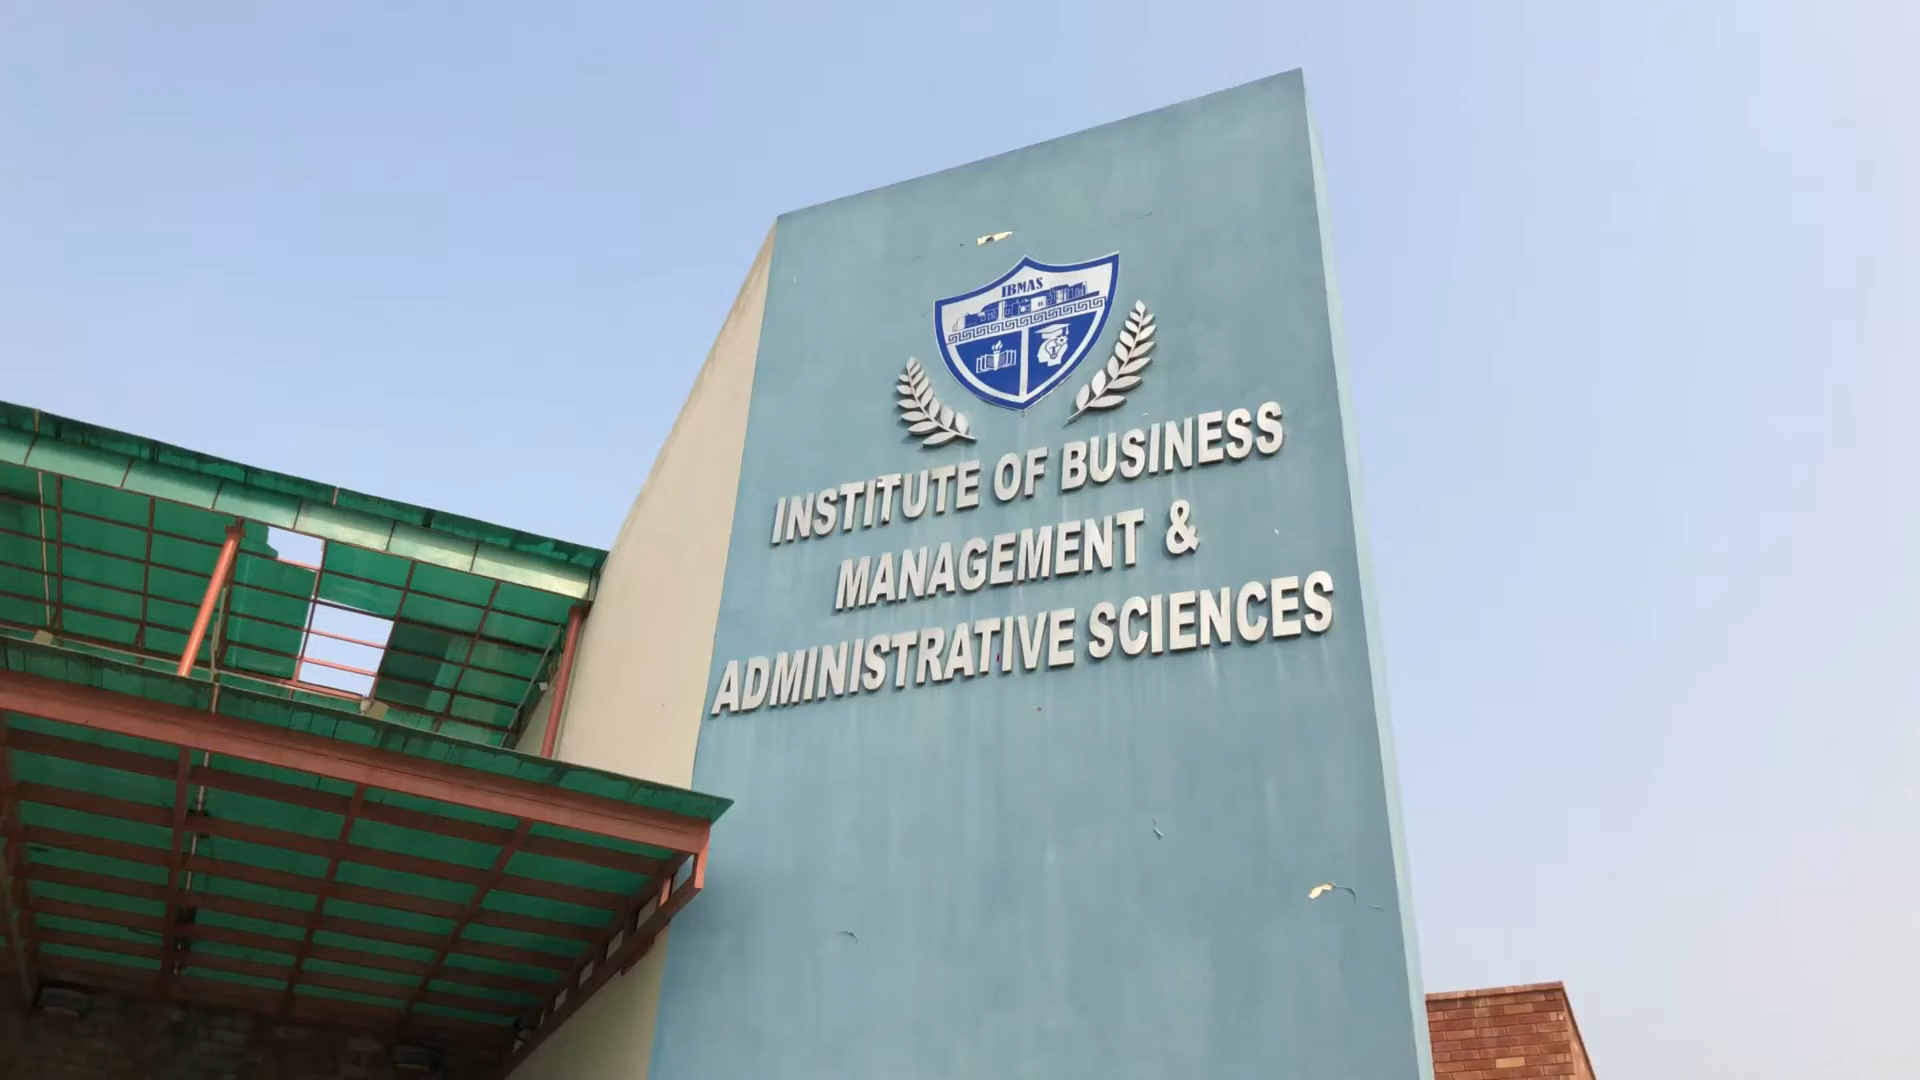 IBMAS
INSTITUTE OF BUSINESS
MANAGEMENT &
ADMINISTRATIVE SCIENCES